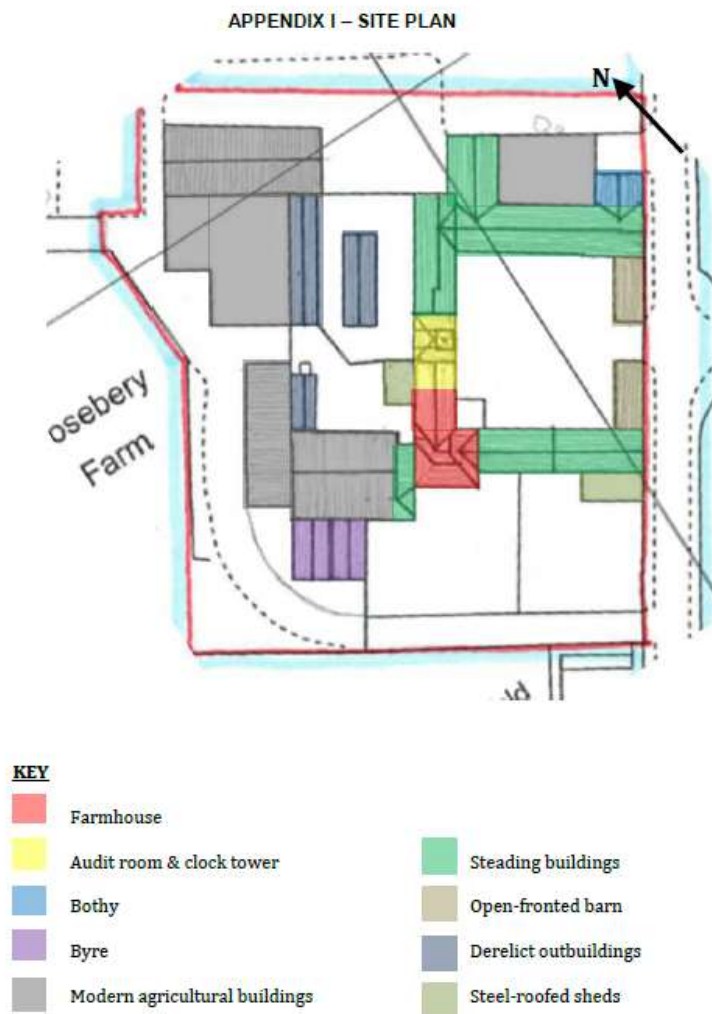 APPENDIX I – SITE PLAN
N
osebery
Farm
ld
KEY
Farmhouse
Audit room & clock tower
Bothy
Byre
Modern agricultural buildings
Steading buildings
Open-fronted barn
Derelict outbuildings
Steel-roofed sheds